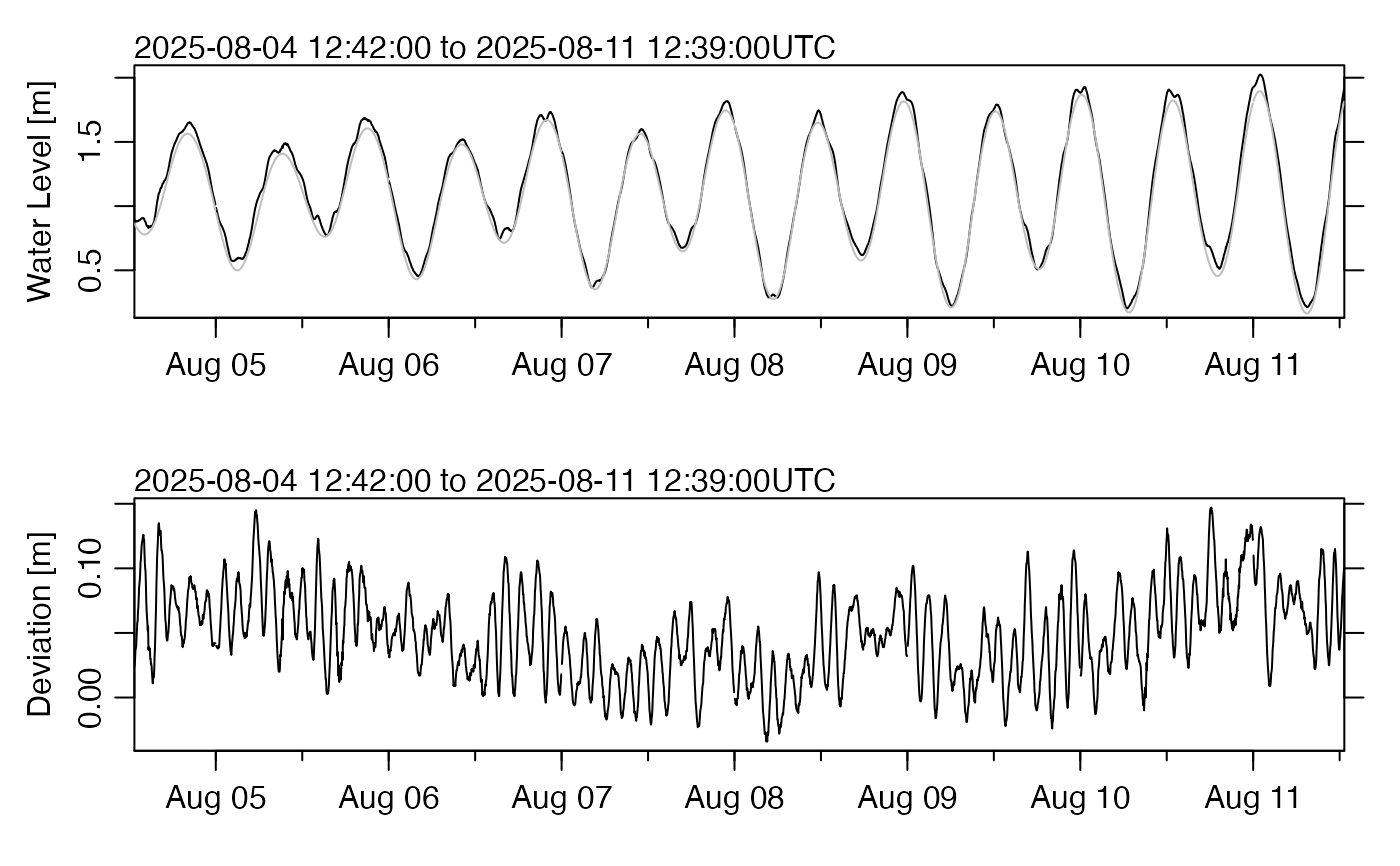 2025-08-04 12:42:00 to 2025-08-11 12:39:00UTC
Water Level [m]
1.5
0.5
Aug 05 Aug 06 Aug 07 Aug 08 Aug 09 Aug 10 Aug 11
2025-08-04 12:42:00 to 2025-08-11 12:39:00UTC
Deviation [m]
0.10
0.00
Aug 05 Aug 06 Aug 07 Aug 08 Aug 09 Aug 10 Aug 11